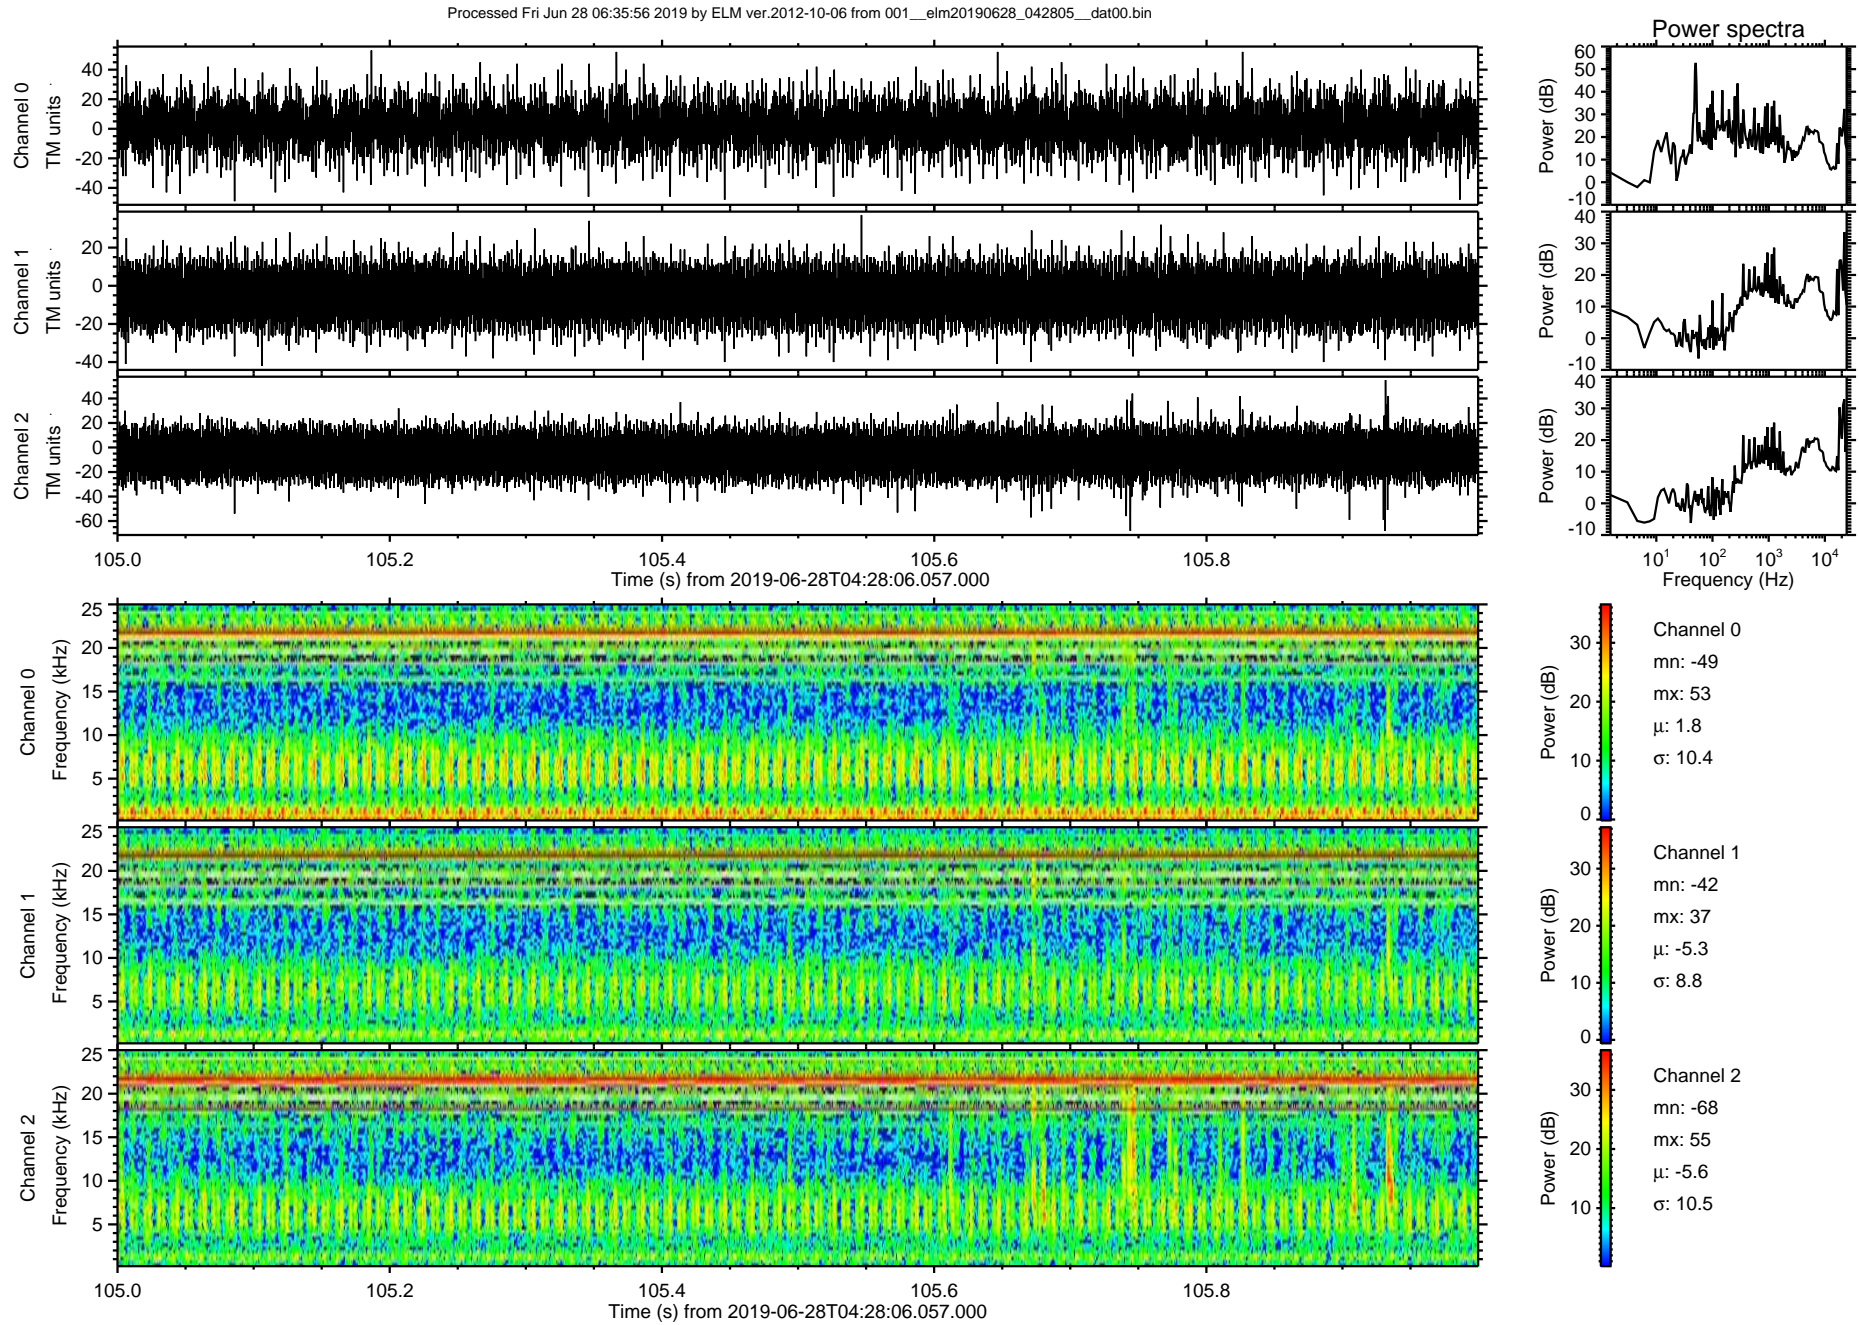 Processed Fri Jun 28 06:35:56 2019 by ELM ver.2012-10-06 from 001__elm20190628_042805__dat00.bin
Power spectra
Channel 0
TM units
40
20
0
-20
-40
Power (dB)
60
50
40
30
20
10
0
-10
Channel 1
TM units
20
0
-20
-40
Power (dB)
40
30
20
10
0
-10
Channel 2
TM units
40
20
0
-20
-40
-60
Power (dB)
40
30
20
10
0
-10
105.0 105.2 105.4 105.6 105.8
Time (s) from 2019-06-28T04:28:06.057.000
10^1 10^2 10^3 10^4
Frequency (Hz)
Channel 0
Frequency (kHz)
25
20
15
10
5
Power (dB)
30
20
10
0
Channel 0
mn: -49
mx: 53
μ: 1.8
σ: 10.4
Channel 1
Frequency (kHz)
25
20
15
10
5
Power (dB)
30
20
10
0
Channel 1
mn: -42
mx: 37
μ: -5.3
σ: 8.8
Channel 2
Frequency (kHz)
25
20
15
10
5
Power (dB)
30
20
10
Channel 2
mn: -68
mx: 55
μ: -5.6
σ: 10.5
105.0 105.2 105.4 105.6 105.8
Time (s) from 2019-06-28T04:28:06.057.000